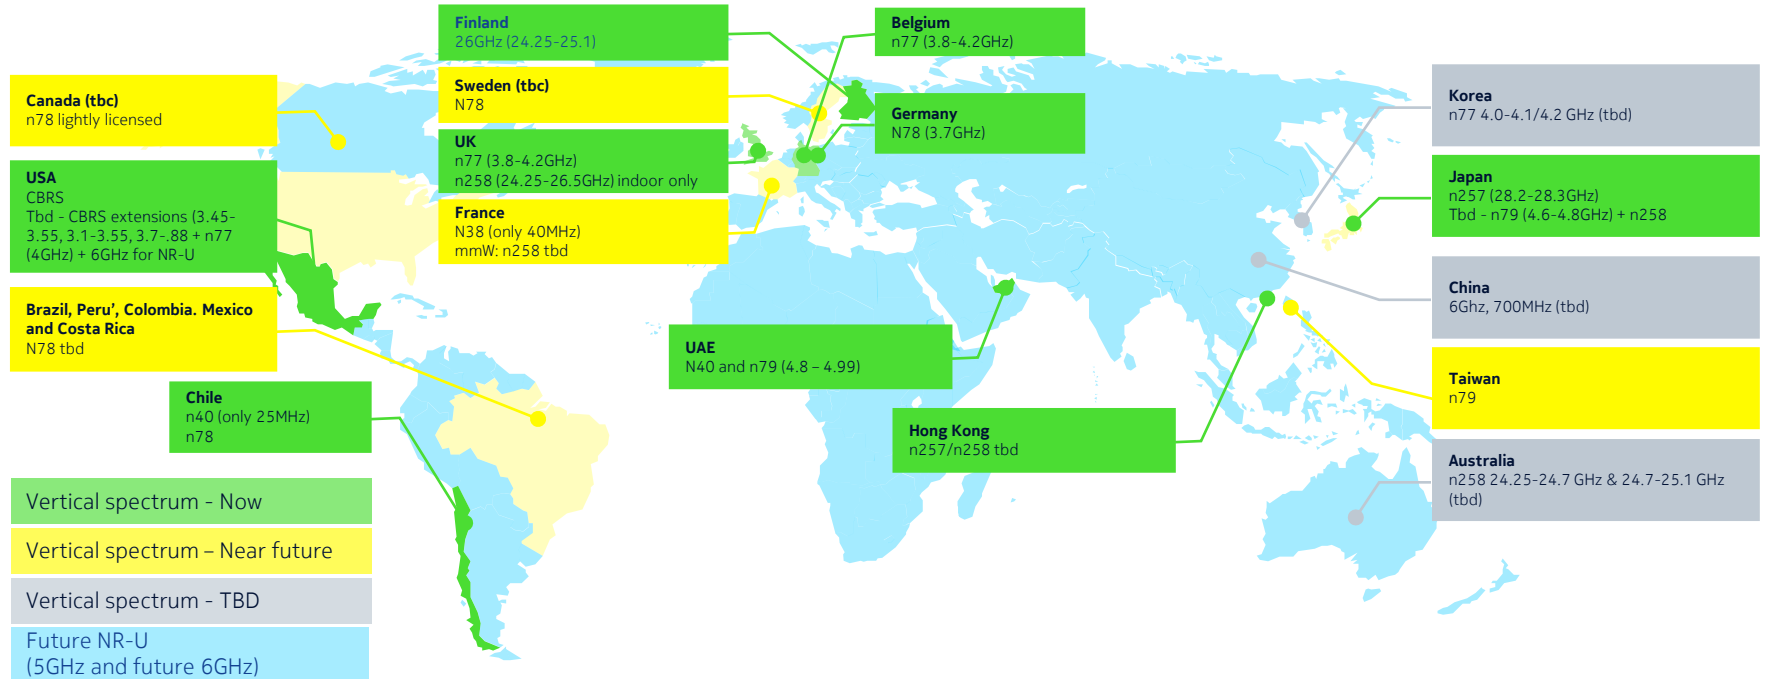 Finland
26GHz (24.25-25.1)
Belgium
n77 (3.8-4.2GHz)
Canada (tbc)
n78 lightly licensed
Sweden (tbc)
N78
Germany
N78 (3.7GHz)
Korea
n77 4.0-4.1/4.2 GHz (tbd)
USA
CBRS
Tbd - CBRS extensions (3.45-
3.55, 3.1-3.55, 3.7-.88 + n77
(4GHz) + 6GHz for NR-U
UK
n77 (3.8-4.2GHz)
n258 (24.25-26.5GHz) indoor only
Japan
n257 (28.2-28.3GHz)
Tbd - n79 (4.6-4.8GHz) + n258
France
N38 (only 40MHz)
mmW: n258 tbd
China
6Ghz, 700MHz (tbd)
Brazil, Peru’, Colombia. Mexico
and Costa Rica
N78 tbd
UAE
N40 and n79 (4.8 – 4.99)
Taiwan
n79
Chile
n40 (only 25MHz)
n78
Hong Kong
n257/n258 tbd
Australia
n258 24.25-24.7 GHz & 24.7-25.1 GHz
(tbd)
Vertical spectrum - Now
Vertical spectrum – Near future
Vertical spectrum - TBD
Future NR-U
(5GHz and future 6GHz)